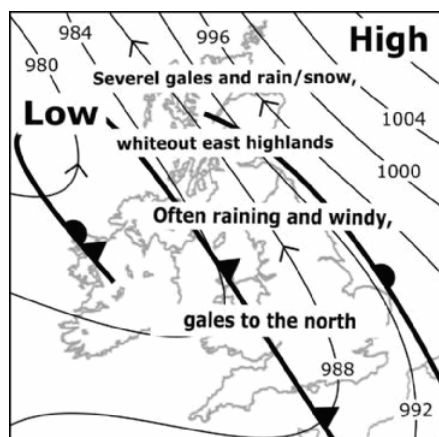 984
996
High
980
Severel gales and rain/snow,
Low
1004
whiteout east highlands
1000
Often raining and windy,
gales to the north
988
992